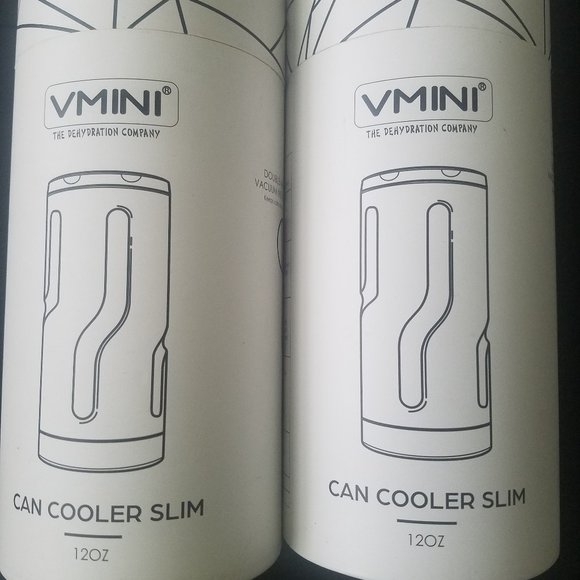 VMINI®
THE DEHYDRATION COMPANY
CAN COOLER SLIM
12OZ
VMINI®
THE DEHYDRATION COMPANY
CAN COOLER SLIM
12OZ